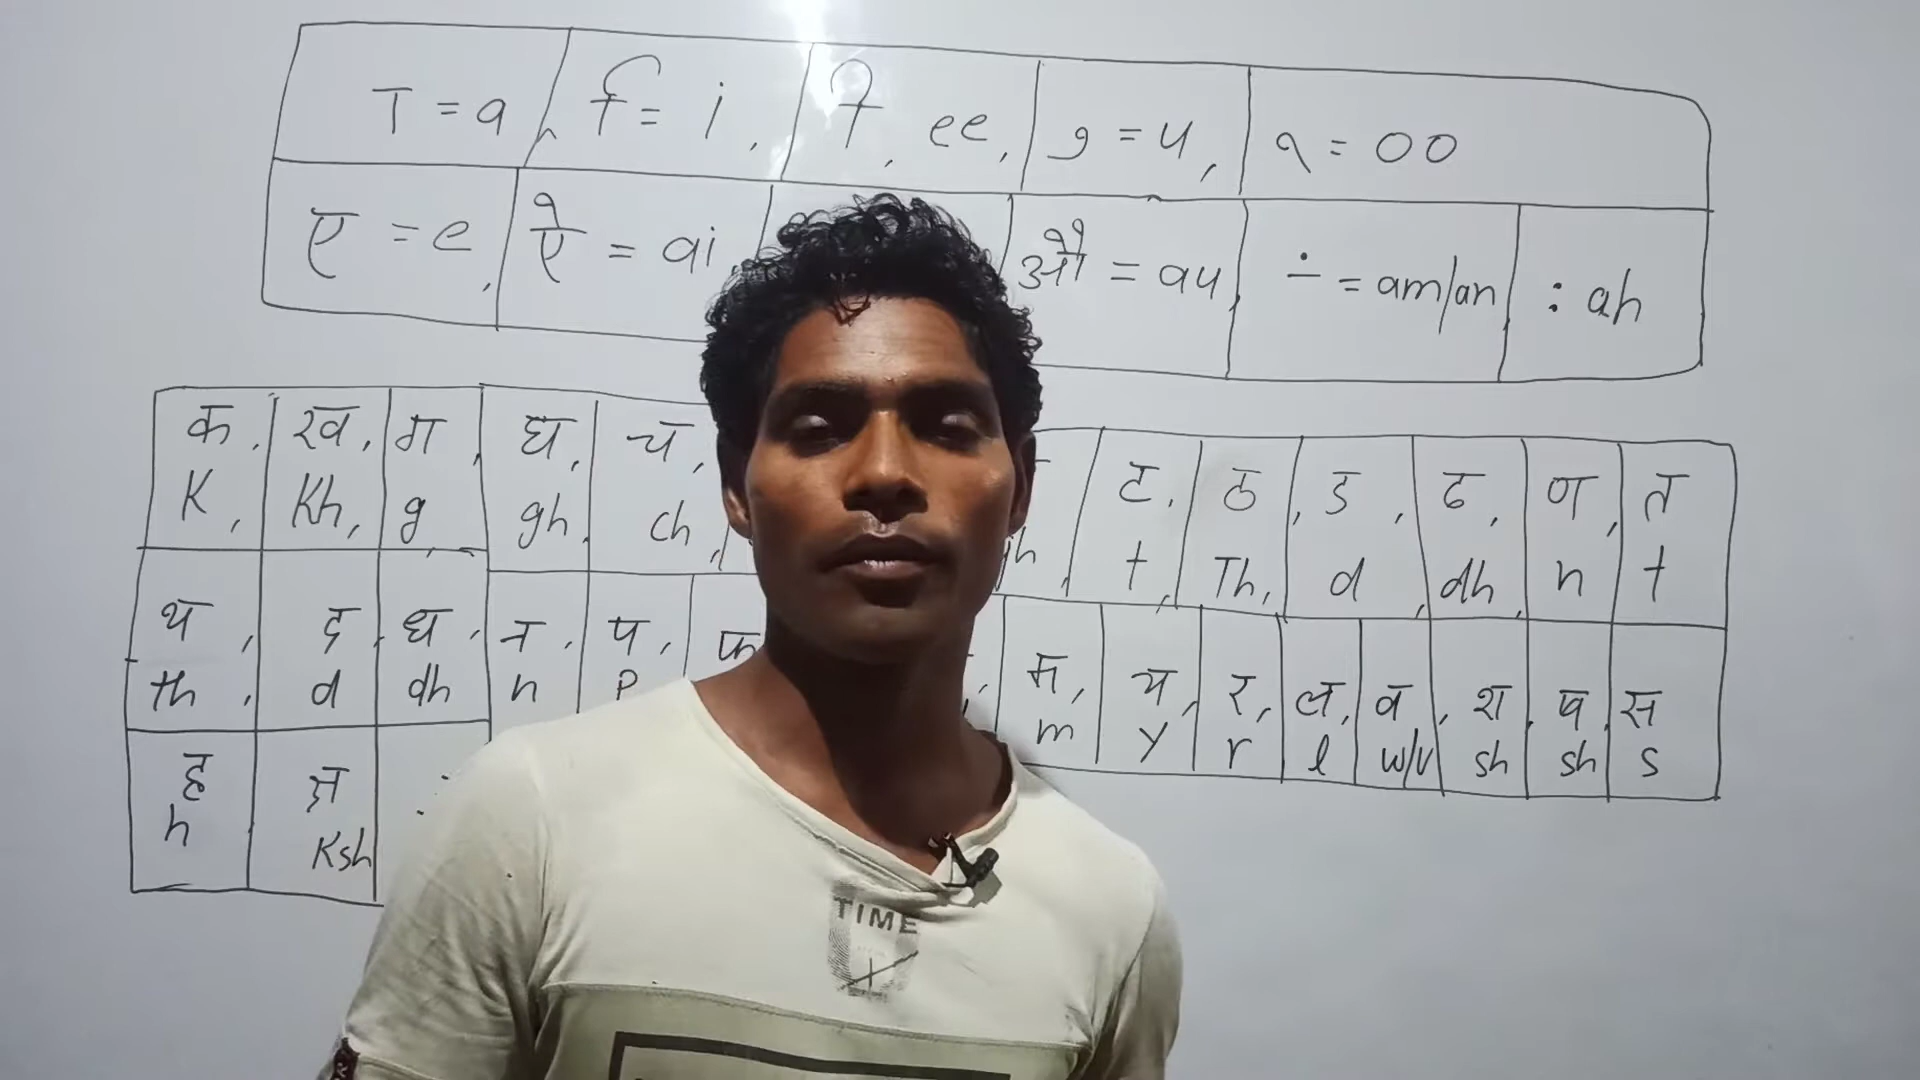 ा = a, ि = i, ी, ee, ु = u, ू = oo
ए = e, ऐ = ai, औ = au, ं = am/an, : ah
क, ख, ग, घ, च, ट, ठ, ड, ढ, ण, त
K, Kh, g, gh, ch, t, Th, d, dh, n t
थ, द, ध, न, प, फ म, य, र, ल, व, श, ष, स
th, d dh n p m y r l w/v sh sh s
ह क्ष
h Ksh
TIME